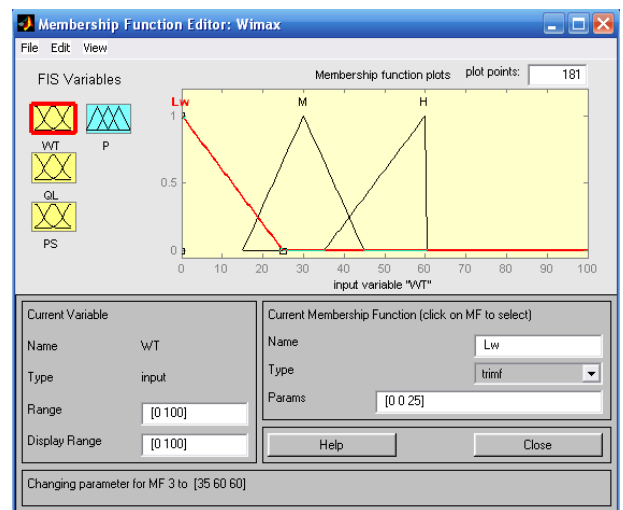 Membership Function Editor: Wimax
File Edit View
FIS Variables
WT P
QL
PS
Membership function plots plot points: 181
Lw M H
1
0.5
0
0 10 20 30 40 50 60 70 80 90 100
input variable "WT"
Current Variable
Name WT
Type input
Range [0 100]
Display Range [0 100]
Current Membership Function (click on MF to select)
Name Lw
Type trimf
Params [0 0 25]
Help Close
Changing parameter for MF 3 to [35 60 60]